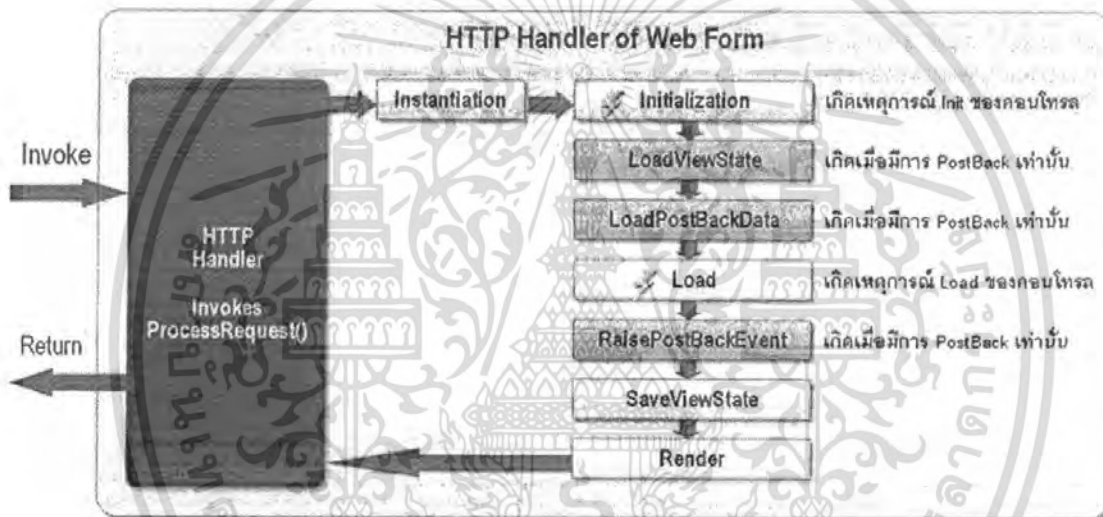 HTTP Handler of Web Form
Instantiation
Initialization
เกิดเหตุการณ์ Init ของคอนโทรล
Invoke
LoadViewState
เกิดเมื่อมีการ PostBack เท่านั้น
LoadPostBackData
เกิดเมื่อมีการ PostBack เท่านั้น
HTTP
Handler
Invokes
ProcessRequest()
Load
เกิดเหตุการณ์ Load ของคอนโทรล
Return
RaisePostBackEvent
เกิดเมื่อมีการ PostBack เท่านั้น
SaveViewState
Render